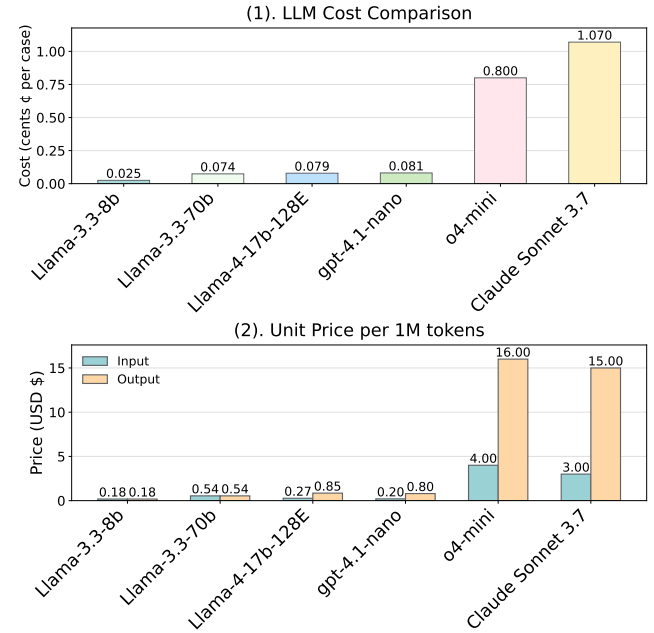 (1). LLM Cost Comparison
Cost (cents ¢ per case)
1.00
0.75
0.50
0.25
0.00
0.025
0.074
0.079
0.081
0.800
1.070
Llama-3.3-8b
Llama-3.3-70b
Llama-4-17b-128E
gpt-4.1-nano
o4-mini
Claude Sonnet 3.7
(2). Unit Price per 1M tokens
Price (USD $)
15
10
5
0
Input
Output
0.18 0.18
0.54 0.54
0.27 0.85
0.20 0.80
4.00 16.00
3.00 15.00
Llama-3.3-8b
Llama-3.3-70b
Llama-4-17b-128E
gpt-4.1-nano
o4-mini
Claude Sonnet 3.7